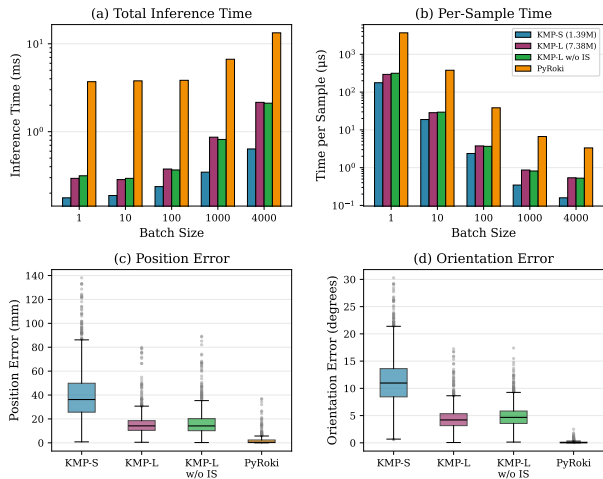 (a) Total Inference Time
Inference Time (ms)
10¹
10⁰
1 10 100 1000 4000
Batch Size
(b) Per-Sample Time
Time per Sample (μs)
10³
10²
10¹
10⁰
10⁻¹
KMP-S (1.39M)
KMP-L (7.38M)
KMP-L w/o IS
PyRoki
1 10 100 1000 4000
Batch Size
(c) Position Error
Position Error (mm)
140
120
100
80
60
40
20
0
KMP-S KMP-L KMP-L PyRoki
w/o IS
(d) Orientation Error
Orientation Error (degrees)
30
25
20
15
10
5
0
KMP-S KMP-L KMP-L PyRoki
w/o IS